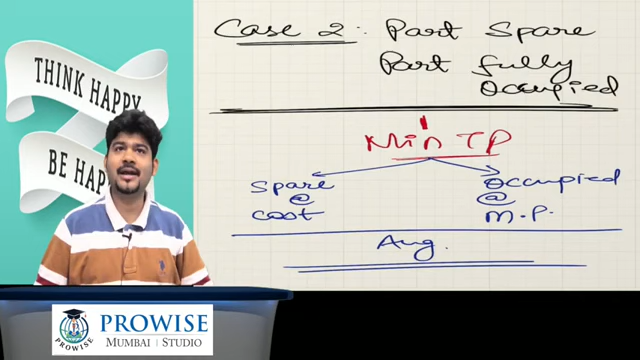 THINK HAPPY
BE HAP
Case 2 : Part Spare
Part fully
Occupied
Min TP
Spare
@
cost
Occupied
@
M.P.
Aug.
PROWISE
PROWISE
MUMBAI | STUDIO